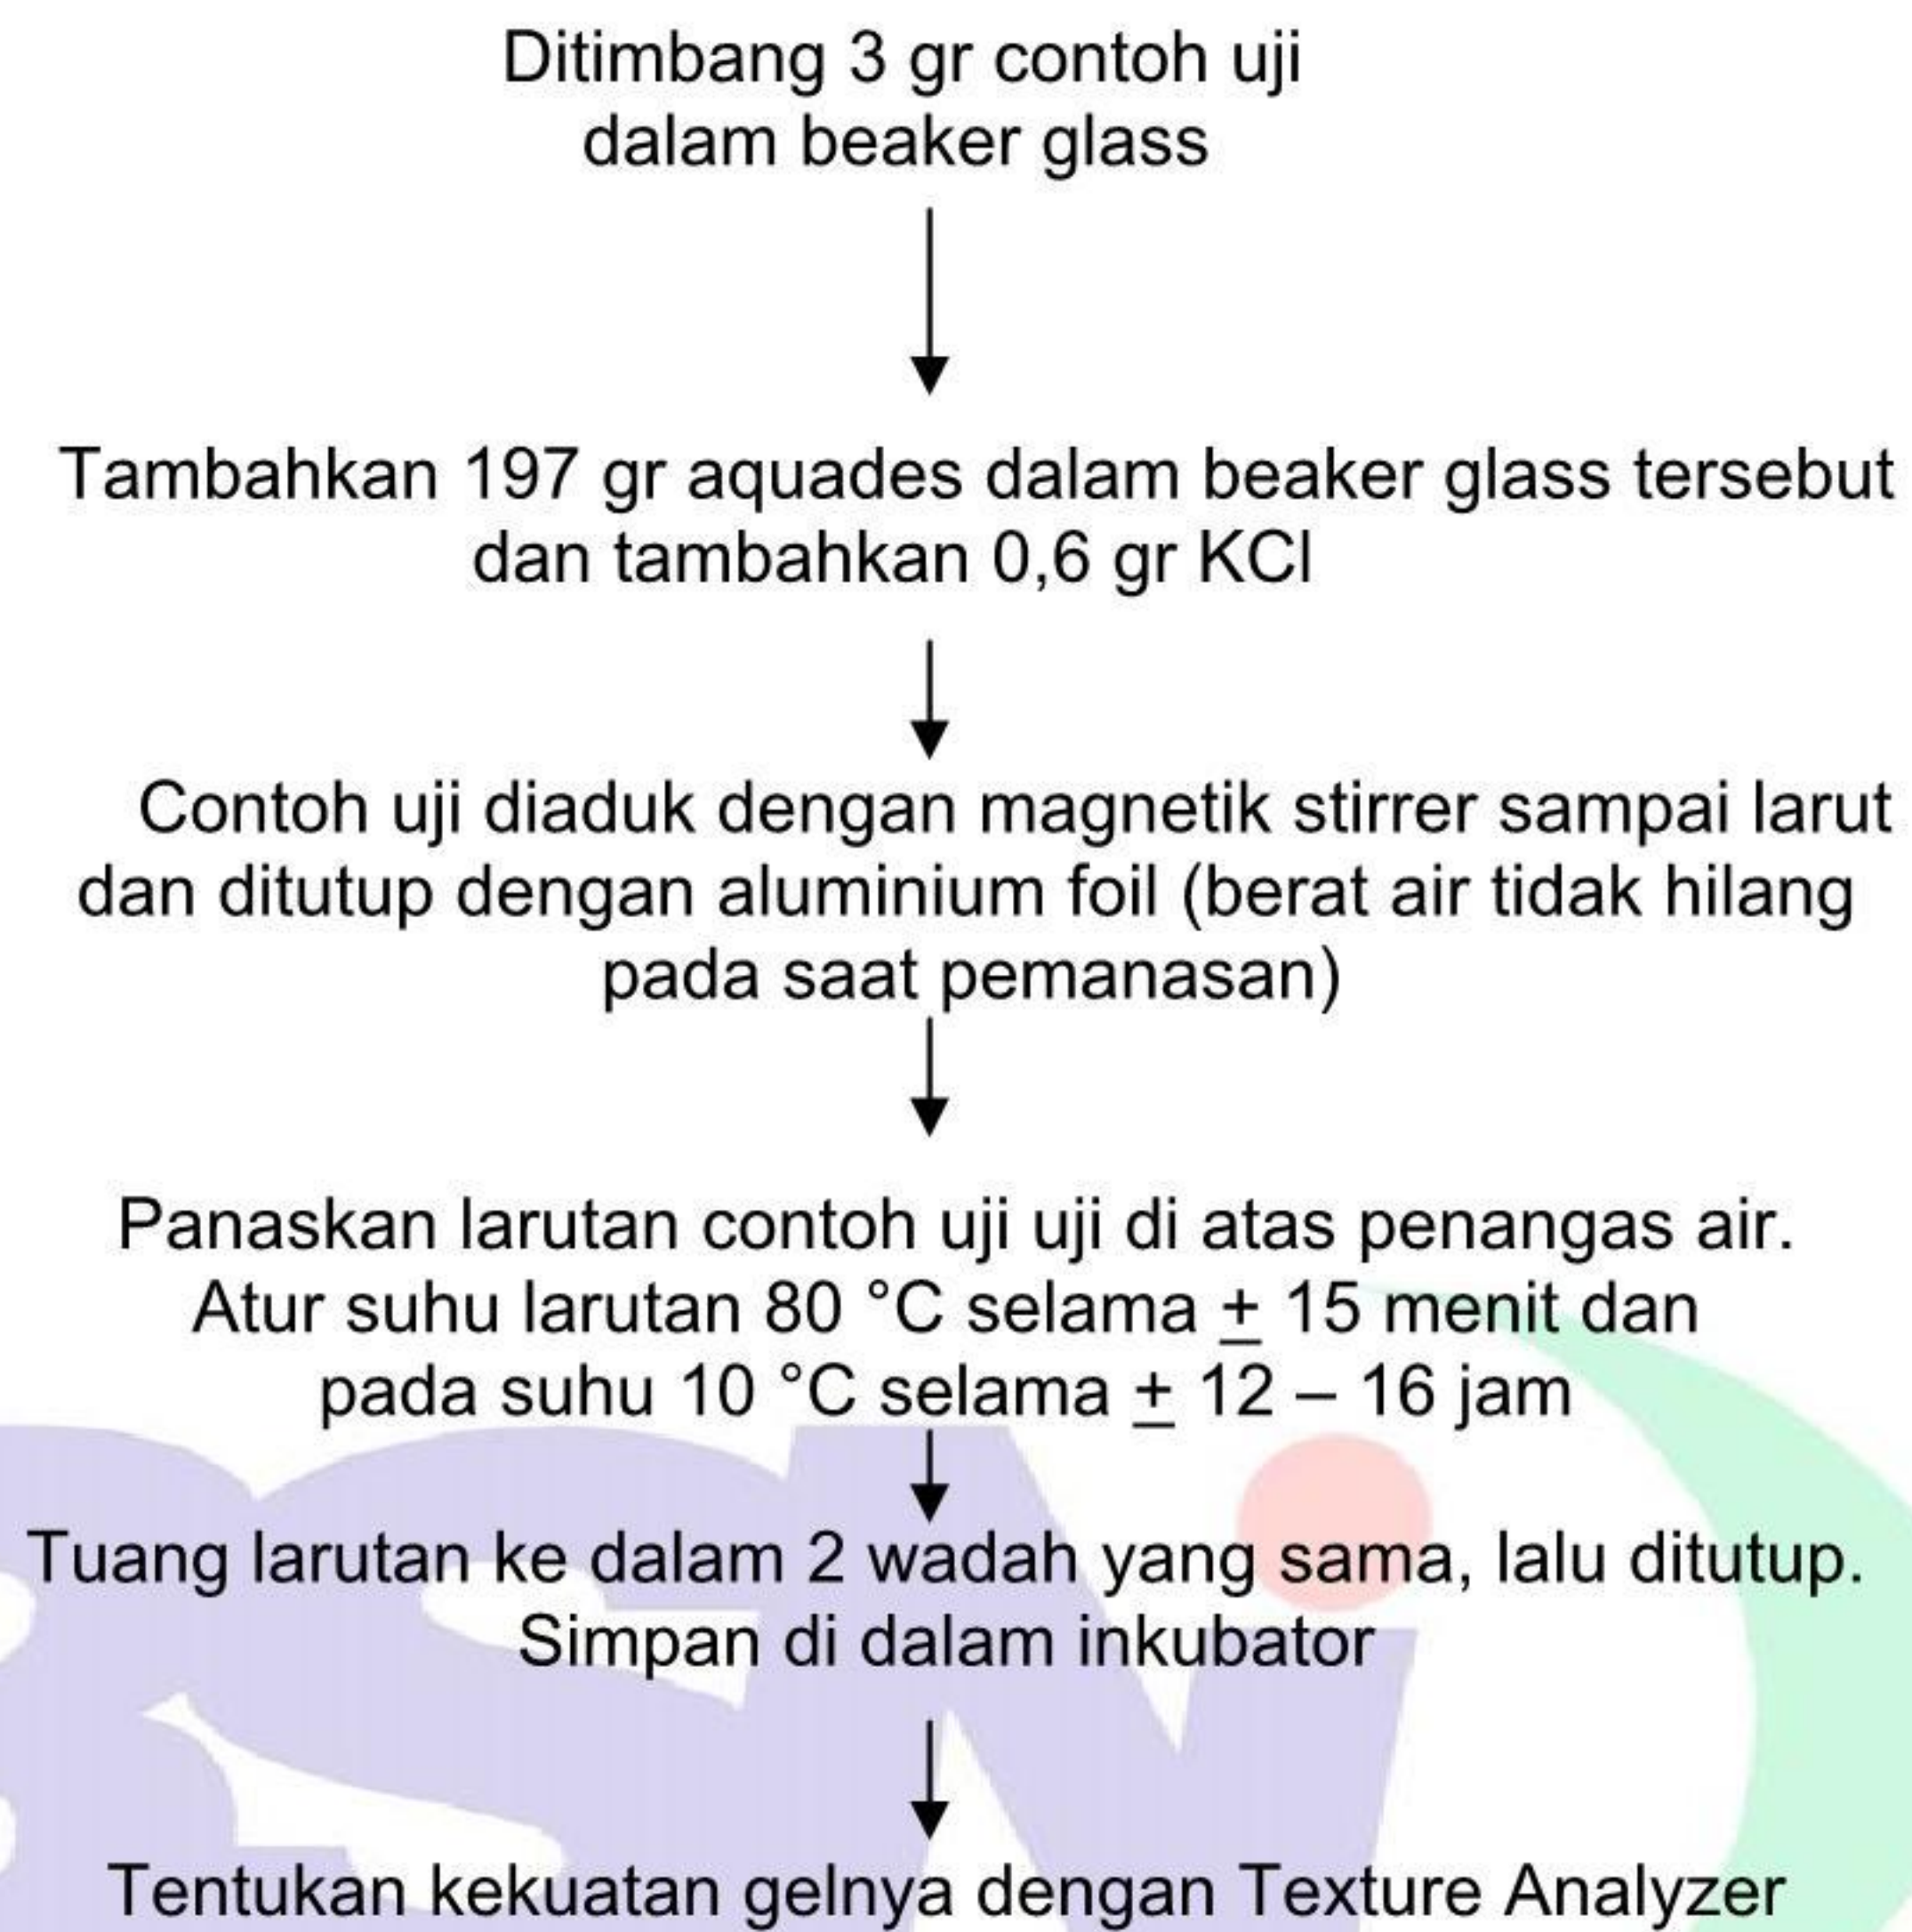 Ditimbang 3 gr contoh uji
dalam beaker glass
Tambahkan 197 gr aquades dalam beaker glass tersebut
dan tambahkan 0,6 gr KCl
Contoh uji diaduk dengan magnetik stirrer sampai larut
dan ditutup dengan aluminium foil (berat air tidak hilang
pada saat pemanasan)
Panaskan larutan contoh uji uji di atas penangas air.
Atur suhu larutan 80 °C selama ± 15 menit dan
pada suhu 10 °C selama ± 12 – 16 jam
Tuang larutan ke dalam 2 wadah yang sama, lalu ditutup.
Simpan di dalam inkubator
Tentukan kekuatan gelnya dengan Texture Analyzer
BSN